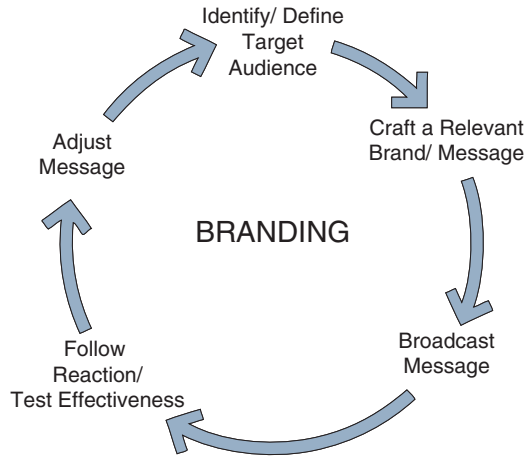 Identify/ Define
Target
Audience
Craft a Relevant
Brand/ Message
Broadcast
Message
Follow
Reaction/
Test Effectiveness
Adjust
Message
BRANDING